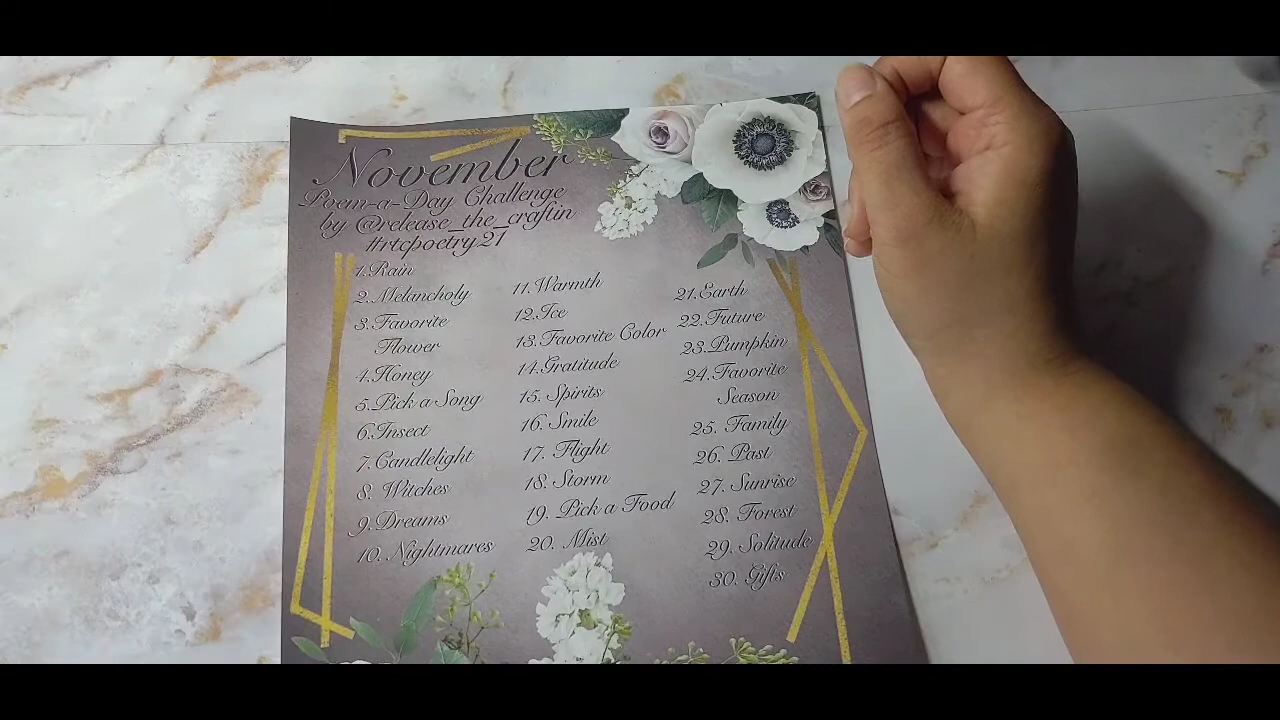 November
Poem-a-Day Challenge
by @release_the_craftin
#rtcpoetry21
1.Rain
2.Melancholy
3.Favorite
Flower
4.Honey
5.Pick a Song
6.Insect
7.Candlelight
8. Witches
9.Dreams
10. Nightmares
11.Warmth
12.Ice
13.Favorite Color
14.Gratitude
15. Spirits
16. Smile
17. Flight
18. Storm
19. Pick a Food
20. Mist
21.Earth
22.Future
23.Pumpkin
24.Favorite
Season
25. Family
26. Past
27. Sunrise
28. Forest
29. Solitude
30. Gifts